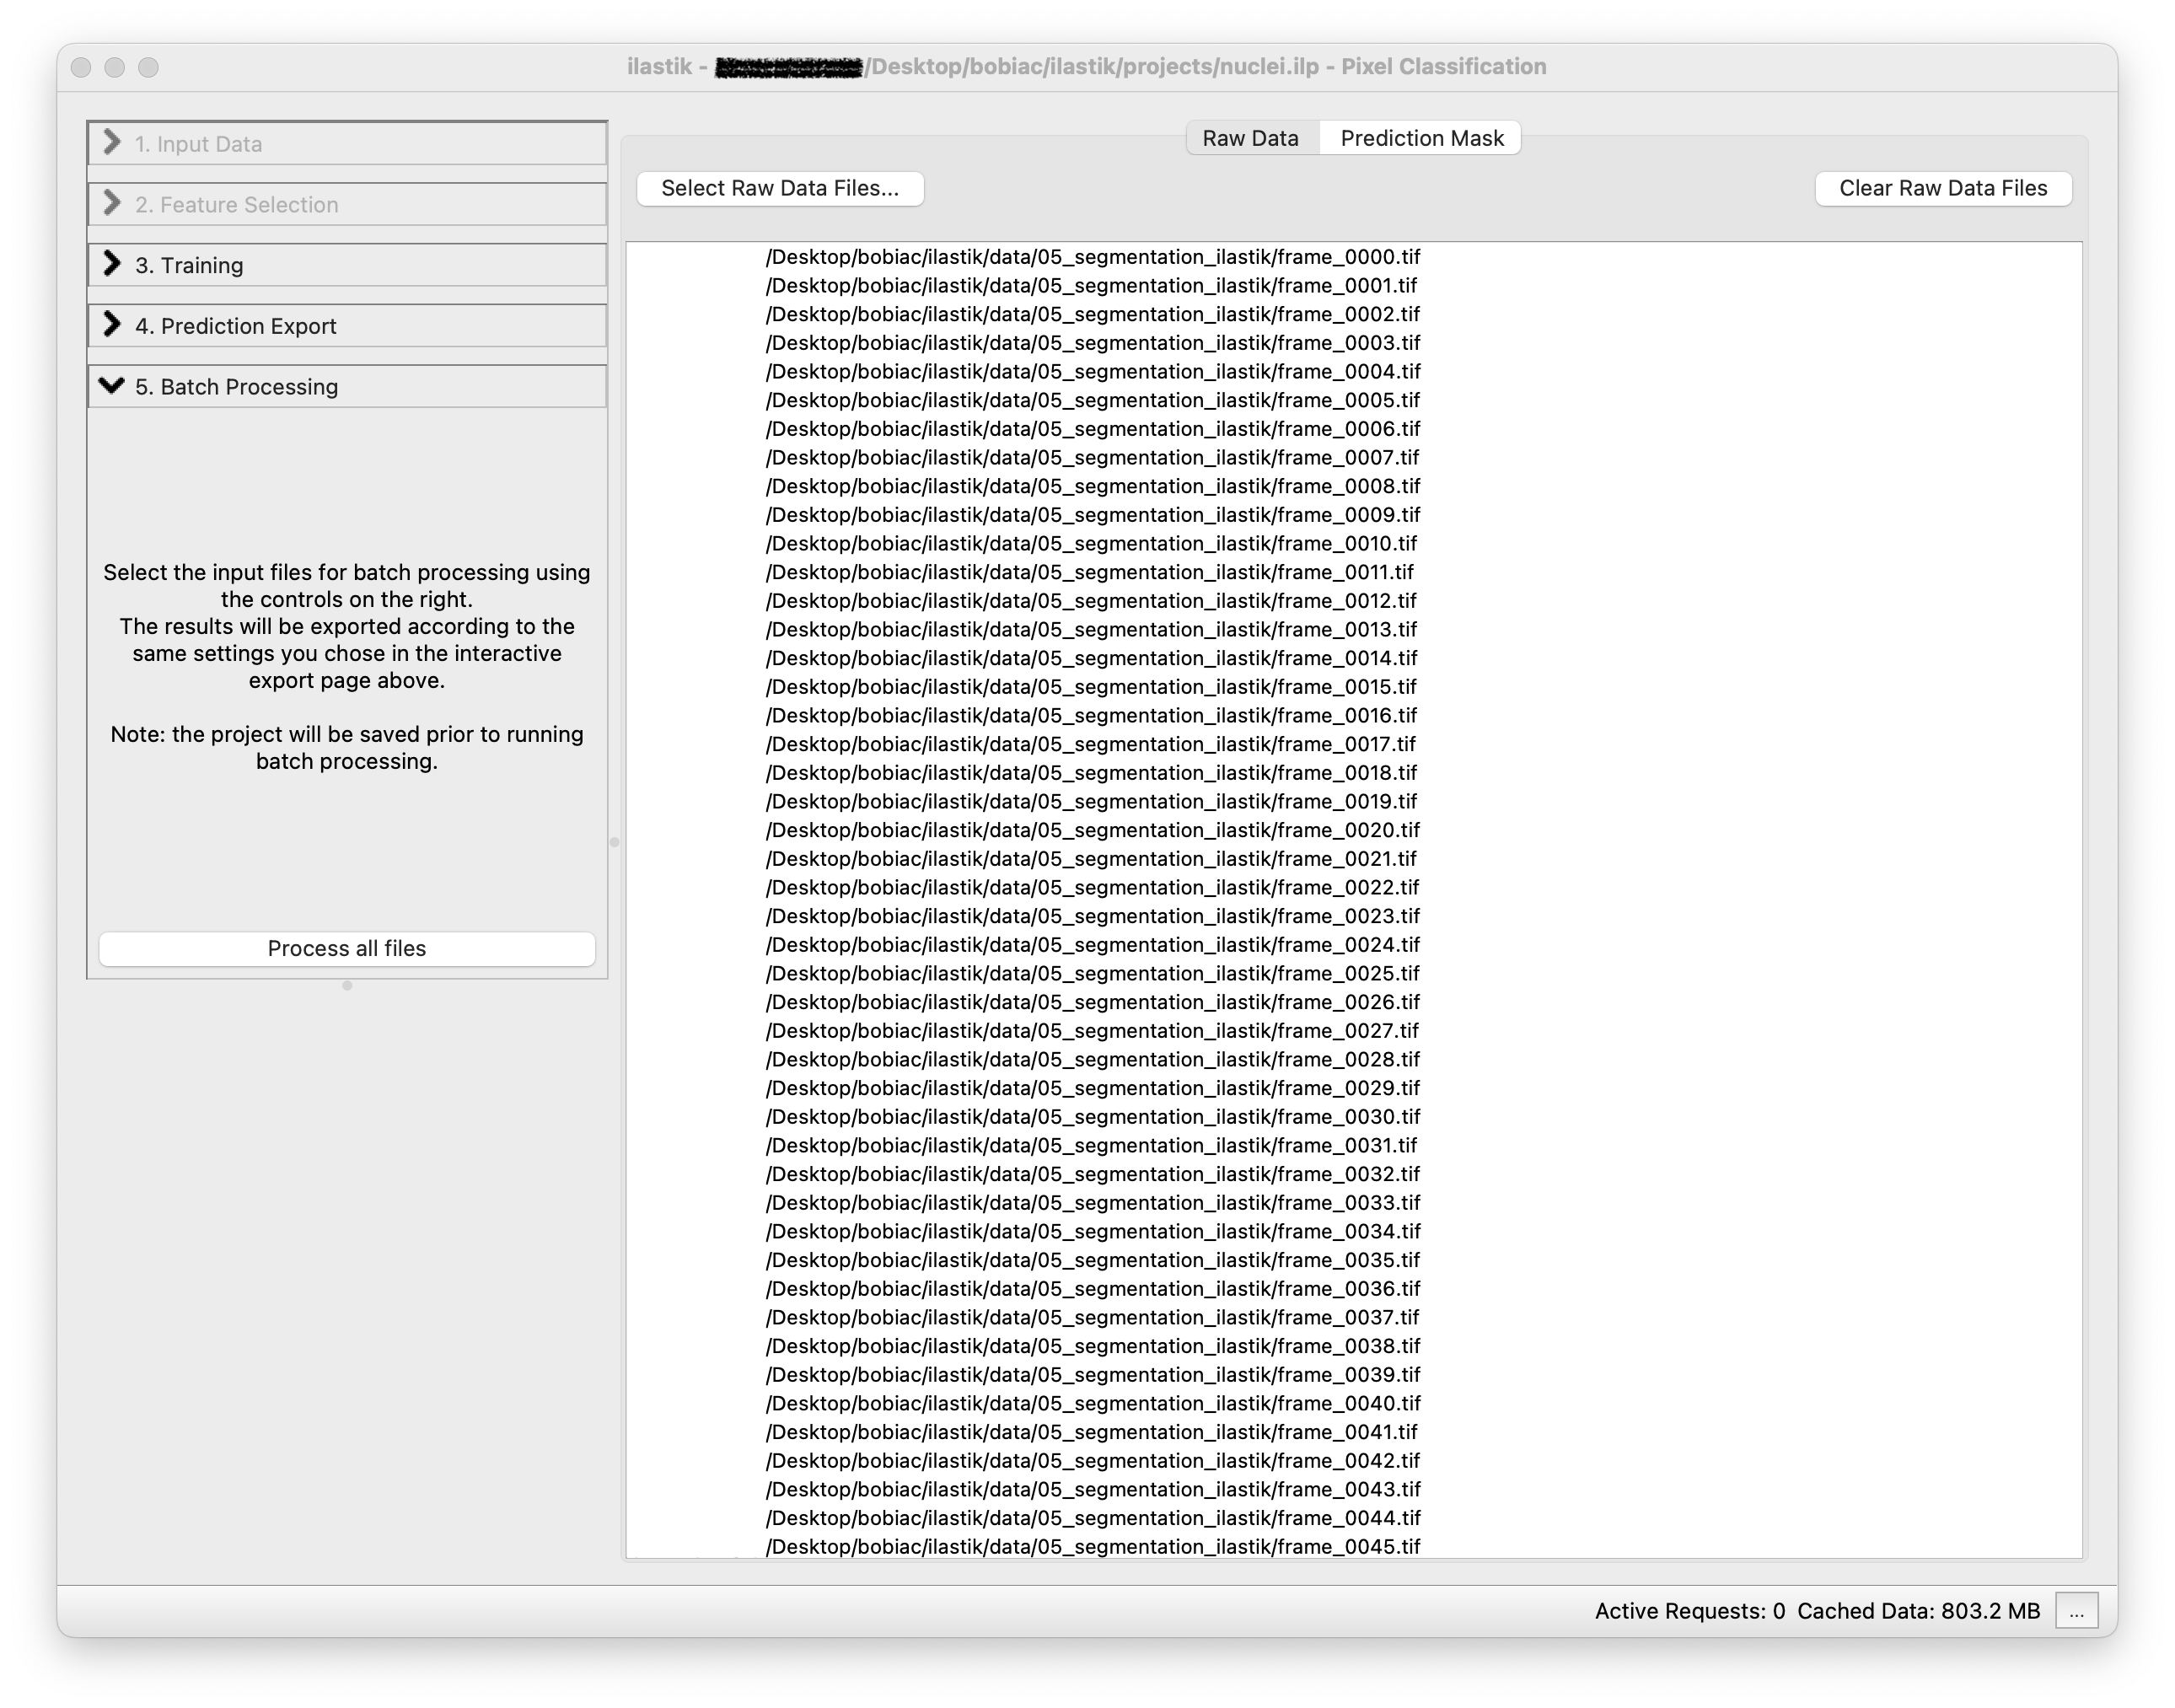 ilastik - /Desktop/bobiac/ilastik/projects/nuclei.ilp - Pixel Classification
1. Input Data
2. Feature Selection
3. Training
4. Prediction Export
5. Batch Processing
Select the input files for batch processing using
the controls on the right.
The results will be exported according to the
same settings you chose in the interactive
export page above.
Note: the project will be saved prior to running
batch processing.
Process all files
Raw Data
Prediction Mask
Select Raw Data Files...
Clear Raw Data Files
/Desktop/bobiac/ilastik/data/05_segmentation_ilastik/frame_0000.tif
/Desktop/bobiac/ilastik/data/05_segmentation_ilastik/frame_0001.tif
/Desktop/bobiac/ilastik/data/05_segmentation_ilastik/frame_0002.tif
/Desktop/bobiac/ilastik/data/05_segmentation_ilastik/frame_0003.tif
/Desktop/bobiac/ilastik/data/05_segmentation_ilastik/frame_0004.tif
/Desktop/bobiac/ilastik/data/05_segmentation_ilastik/frame_0005.tif
/Desktop/bobiac/ilastik/data/05_segmentation_ilastik/frame_0006.tif
/Desktop/bobiac/ilastik/data/05_segmentation_ilastik/frame_0007.tif
/Desktop/bobiac/ilastik/data/05_segmentation_ilastik/frame_0008.tif
/Desktop/bobiac/ilastik/data/05_segmentation_ilastik/frame_0009.tif
/Desktop/bobiac/ilastik/data/05_segmentation_ilastik/frame_0010.tif
/Desktop/bobiac/ilastik/data/05_segmentation_ilastik/frame_0011.tif
/Desktop/bobiac/ilastik/data/05_segmentation_ilastik/frame_0012.tif
/Desktop/bobiac/ilastik/data/05_segmentation_ilastik/frame_0013.tif
/Desktop/bobiac/ilastik/data/05_segmentation_ilastik/frame_0014.tif
/Desktop/bobiac/ilastik/data/05_segmentation_ilastik/frame_0015.tif
/Desktop/bobiac/ilastik/data/05_segmentation_ilastik/frame_0016.tif
/Desktop/bobiac/ilastik/data/05_segmentation_ilastik/frame_0017.tif
/Desktop/bobiac/ilastik/data/05_segmentation_ilastik/frame_0018.tif
/Desktop/bobiac/ilastik/data/05_segmentation_ilastik/frame_0019.tif
/Desktop/bobiac/ilastik/data/05_segmentation_ilastik/frame_0020.tif
/Desktop/bobiac/ilastik/data/05_segmentation_ilastik/frame_0021.tif
/Desktop/bobiac/ilastik/data/05_segmentation_ilastik/frame_0022.tif
/Desktop/bobiac/ilastik/data/05_segmentation_ilastik/frame_0023.tif
/Desktop/bobiac/ilastik/data/05_segmentation_ilastik/frame_0024.tif
/Desktop/bobiac/ilastik/data/05_segmentation_ilastik/frame_0025.tif
/Desktop/bobiac/ilastik/data/05_segmentation_ilastik/frame_0026.tif
/Desktop/bobiac/ilastik/data/05_segmentation_ilastik/frame_0027.tif
/Desktop/bobiac/ilastik/data/05_segmentation_ilastik/frame_0028.tif
/Desktop/bobiac/ilastik/data/05_segmentation_ilastik/frame_0029.tif
/Desktop/bobiac/ilastik/data/05_segmentation_ilastik/frame_0030.tif
/Desktop/bobiac/ilastik/data/05_segmentation_ilastik/frame_0031.tif
/Desktop/bobiac/ilastik/data/05_segmentation_ilastik/frame_0032.tif
/Desktop/bobiac/ilastik/data/05_segmentation_ilastik/frame_0033.tif
/Desktop/bobiac/ilastik/data/05_segmentation_ilastik/frame_0034.tif
/Desktop/bobiac/ilastik/data/05_segmentation_ilastik/frame_0035.tif
/Desktop/bobiac/ilastik/data/05_segmentation_ilastik/frame_0036.tif
/Desktop/bobiac/ilastik/data/05_segmentation_ilastik/frame_0037.tif
/Desktop/bobiac/ilastik/data/05_segmentation_ilastik/frame_0038.tif
/Desktop/bobiac/ilastik/data/05_segmentation_ilastik/frame_0039.tif
/Desktop/bobiac/ilastik/data/05_segmentation_ilastik/frame_0040.tif
/Desktop/bobiac/ilastik/data/05_segmentation_ilastik/frame_0041.tif
/Desktop/bobiac/ilastik/data/05_segmentation_ilastik/frame_0042.tif
/Desktop/bobiac/ilastik/data/05_segmentation_ilastik/frame_0043.tif
/Desktop/bobiac/ilastik/data/05_segmentation_ilastik/frame_0044.tif
/Desktop/bobiac/ilastik/data/05_segmentation_ilastik/frame_0045.tif
Active Requests: 0 Cached Data: 803.2 MB ...